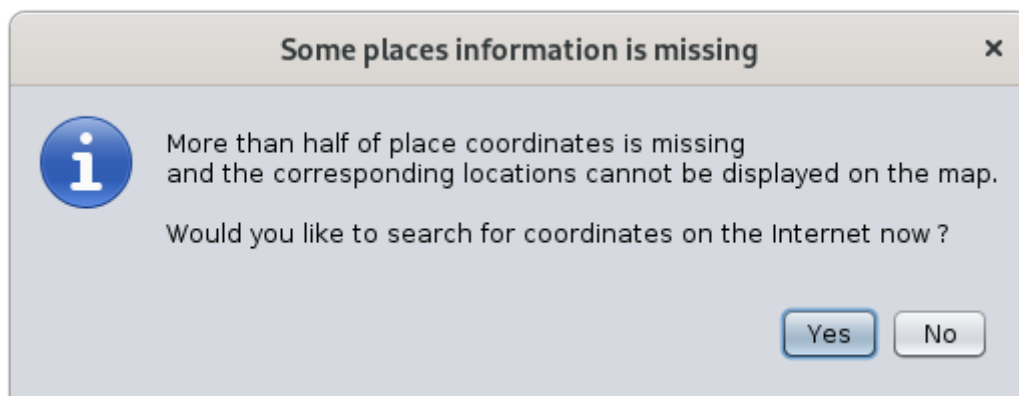 Some places information is missing
More than half of place coordinates is missing
and the corresponding locations cannot be displayed on the map.
Would you like to search for coordinates on the Internet now ?
Yes No